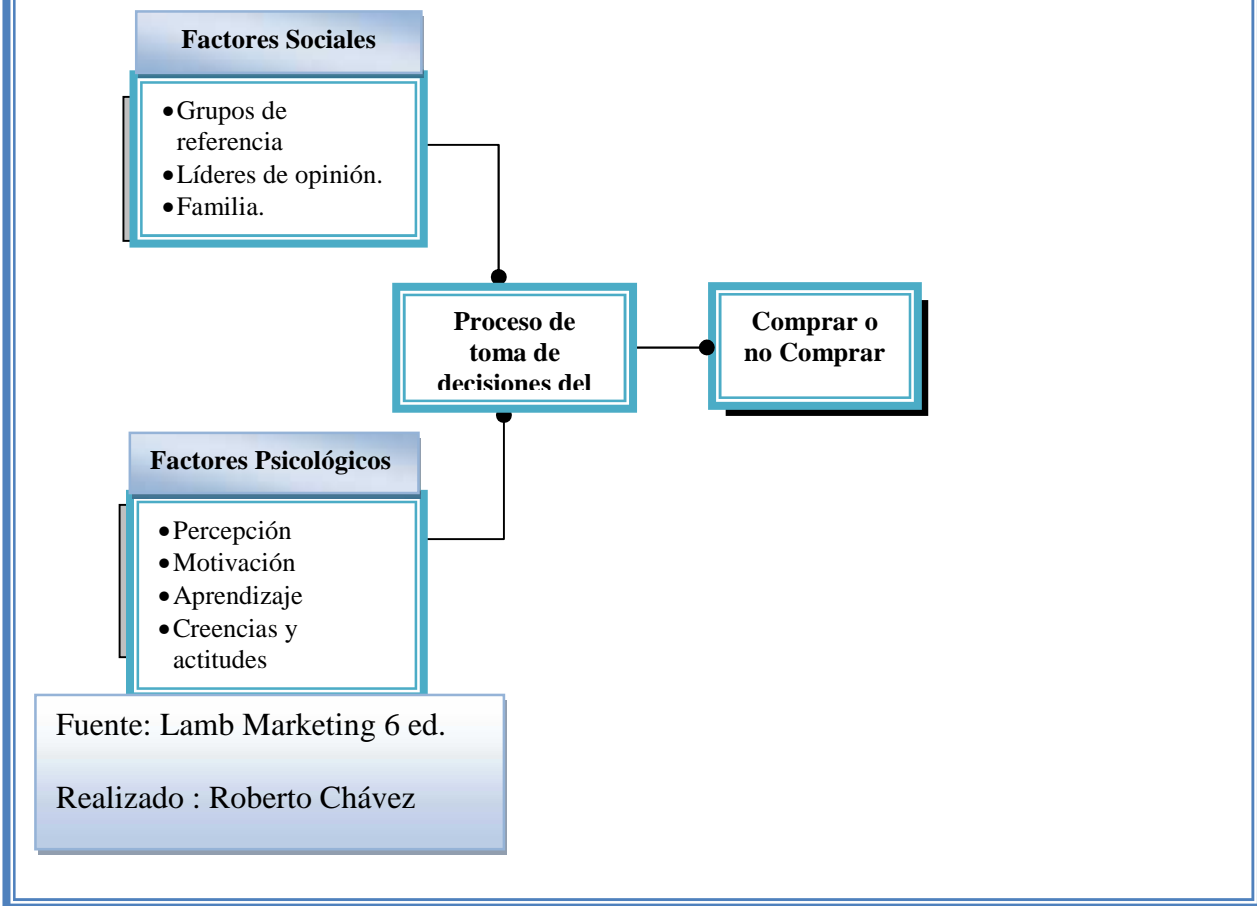 Factores Sociales
•Grupos de
referencia
•Líderes de opinión.
•Familia.
Proceso de
toma de
decisiones del
Comprar o
no Comprar
Factores Psicológicos
•Percepción
•Motivación
•Aprendizaje
•Creencias y
actitudes
Fuente: Lamb Marketing 6 ed.
Realizado : Roberto Chávez